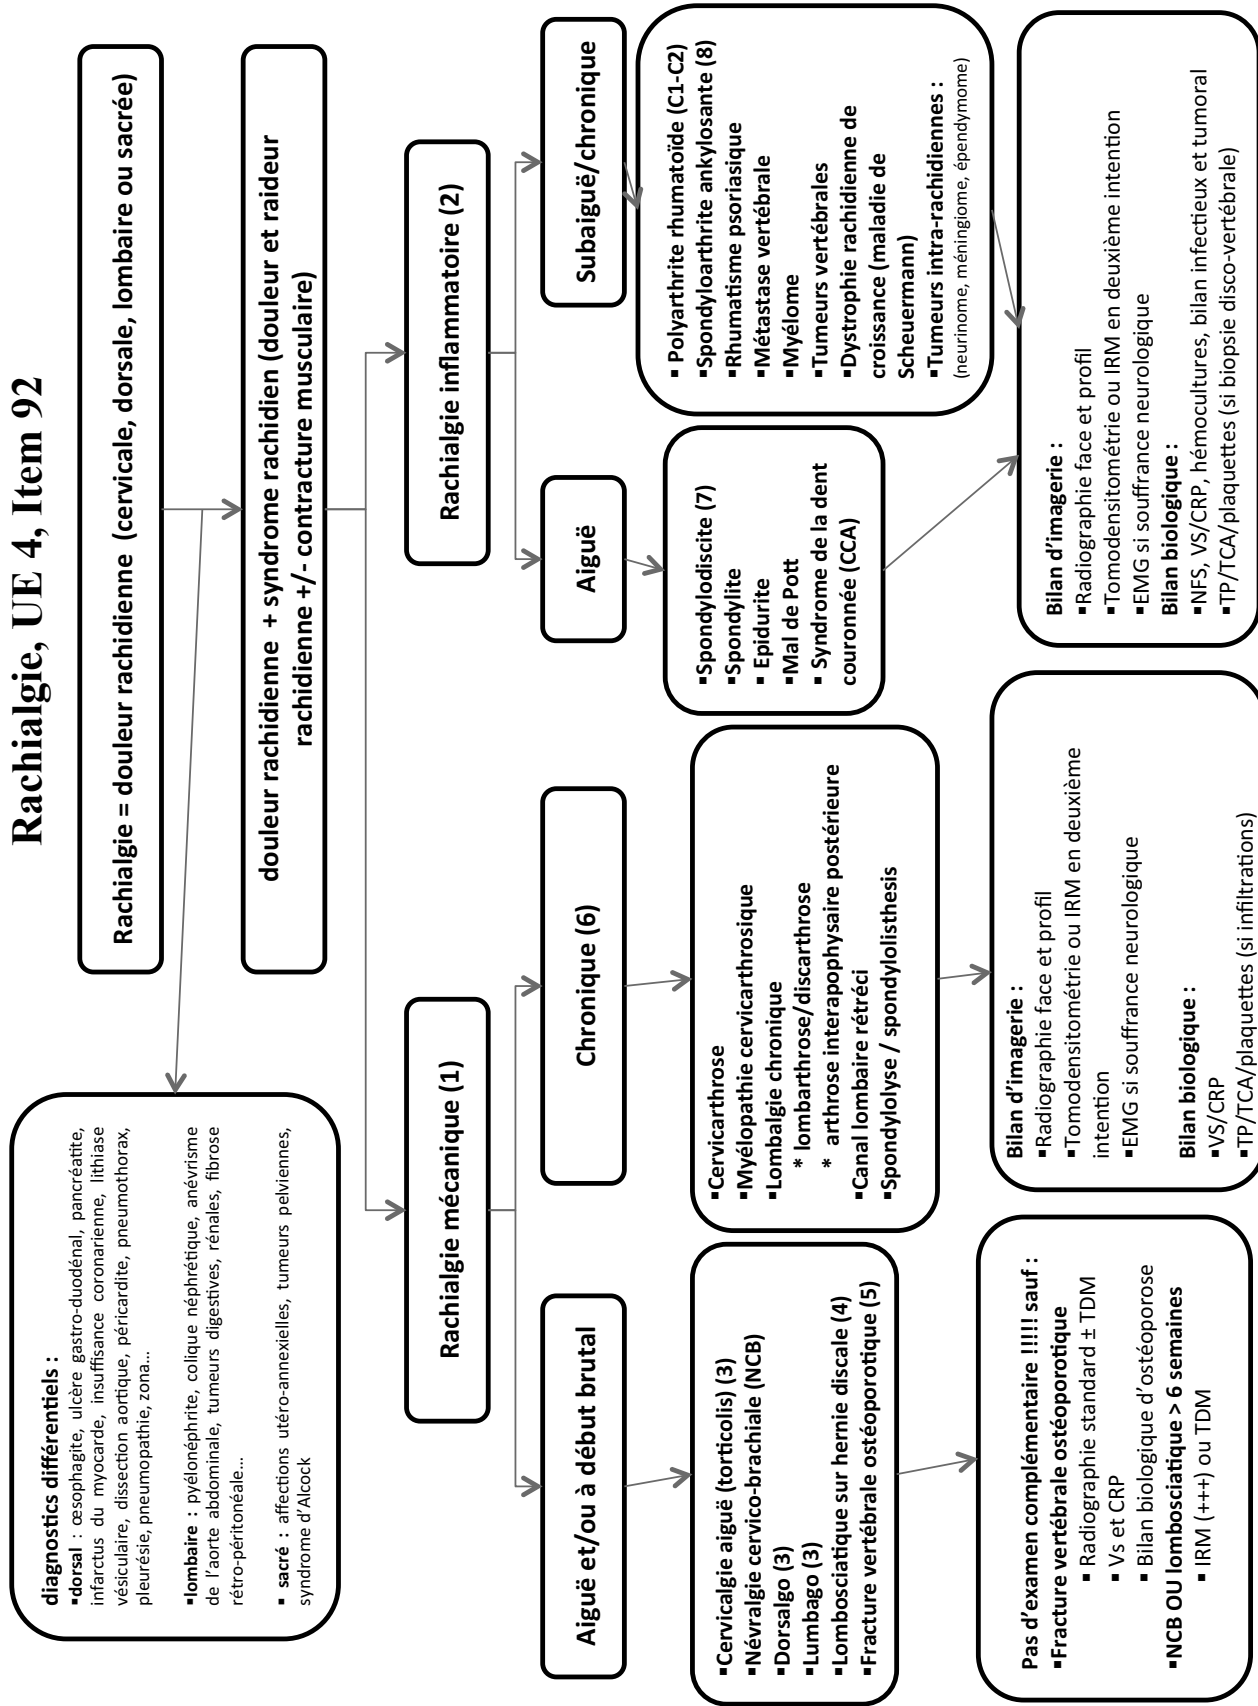 Rachialgie, UE 4, Item 92
Rachialgie = douleur rachidienne (cervicale, dorsale, lombaire ou sacrée)
diagnostics différentiels :
▪dorsal : œsophagite, ulcère gastro-duodénal, pancréatite,
infarctus du myocarde, insuffisance coronarienne, lithiase
vésiculaire, dissection aortique, péricardite, pneumothorax,
pleurésie, pneumopathie, zona...
▪lombaire : pyélonéphrite, colique néphrétique, anévrisme
de l'aorte abdominale, tumeurs digestives, rénales, fibrose
rétro-péritonéale...
▪ sacré : affections utéro-annexielles, tumeurs pelviennes,
syndrome d'Alcock
douleur rachidienne + syndrome rachidien (douleur et raideur
rachidienne +/- contracture musculaire)
Rachialgie mécanique (1)
Rachialgie inflammatoire (2)
Aiguë et/ou à début brutal
Chronique (6)
Aiguë
Subaiguë/chronique
▪Cervicalgie aiguë (torticolis) (3)
▪Névralgie cervico-brachiale (NCB)
▪Dorsalgo (3)
▪Lumbago (3)
▪Lombosciatique sur hernie discale (4)
▪Fracture vertébrale ostéoporotique (5)
▪Cervicarthrose
▪Myélopathie cervicarthrosique
▪Lombalgie chronique
* lombarthrose/discarthrose
* arthrose interapophysaire postérieure
▪Canal lombaire rétréci
▪Spondylolyse / spondylolisthesis
▪Spondylodiscite (7)
▪Spondylite
▪ Epidurite
▪Mal de Pott
▪ Syndrome de la dent
couronnée (CCA)
▪ Polyarthrite rhumatoïde (C1-C2)
▪Spondyloarthrite ankylosante (8)
▪Rhumatisme psoriasique
▪Métastase vertébrale
▪Myélome
▪Tumeurs vertébrales
▪Dystrophie rachidienne de
croissance (maladie de
Scheuermann)
▪Tumeurs intra-rachidiennes :
(neurinome, méningiome, épendymome)
Pas d'examen complémentaire !!!!! sauf :
▪Fracture vertébrale ostéoporotique
▪ Radiographie standard ± TDM
▪ Vs et CRP
▪ Bilan biologique d'ostéoporose
▪NCB OU lombosciatique > 6 semaines
▪ IRM (+++) ou TDM
Bilan d'imagerie :
▪Radiographie face et profil
▪Tomodensitométrie ou IRM en deuxième
intention
▪EMG si souffrance neurologique
Bilan biologique :
▪VS/CRP
▪TP/TCA/plaquettes (si infiltrations)
Bilan d'imagerie :
▪Radiographie face et profil
▪Tomodensitométrie ou IRM en deuxième intention
▪EMG si souffrance neurologique
Bilan biologique :
▪NFS, VS/CRP, hémocultures, bilan infectieux et tumoral
▪TP/TCA/plaquettes (si biopsie disco-vertébrale)